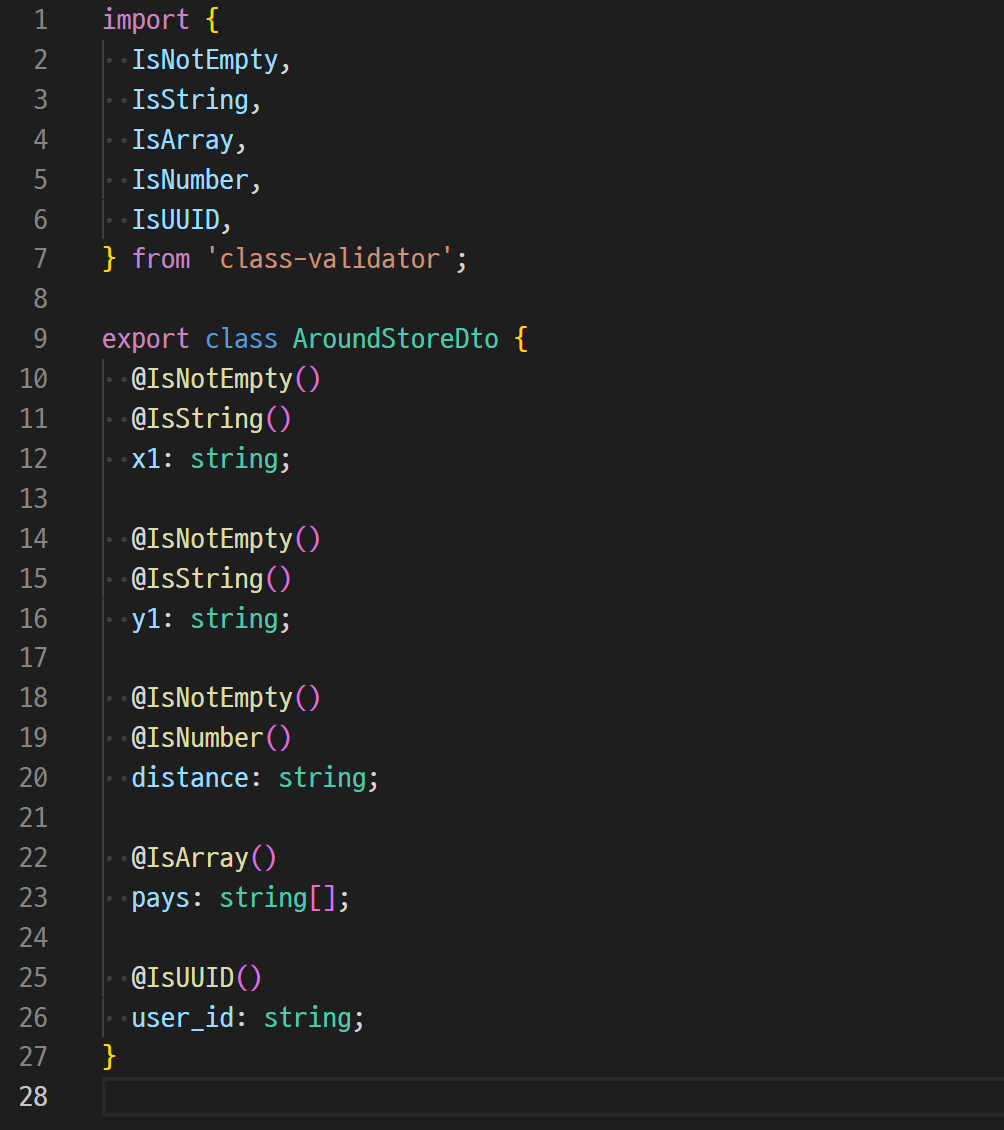 1 import {
2 IsNotEmpty,
3 IsString,
4 IsArray,
5 IsNumber,
6 IsUUID,
7 } from 'class-validator';
8
9 export class AroundStoreDto {
10 @IsNotEmpty()
11 @IsString()
12 x1: string;
13
14 @IsNotEmpty()
15 @IsString()
16 y1: string;
17
18 @IsNotEmpty()
19 @IsNumber()
20 distance: string;
21
22 @IsArray()
23 pays: string[];
24
25 @IsUUID()
26 user_id: string;
27 }
28